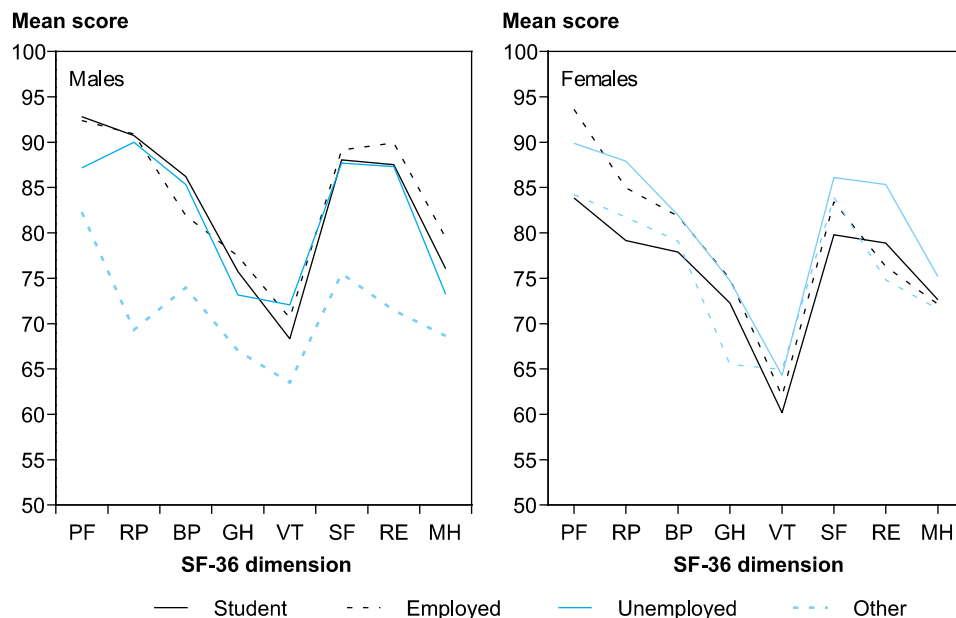 Mean score
Mean score
100
95
90
85
80
75
70
65
60
55
50
Males
PF RP BP GH VT SF RE MH
SF-36 dimension
100
95
90
85
80
75
70
65
60
55
50
Females
PF RP BP GH VT SF RE MH
SF-36 dimension
Student Employed Unemployed Other